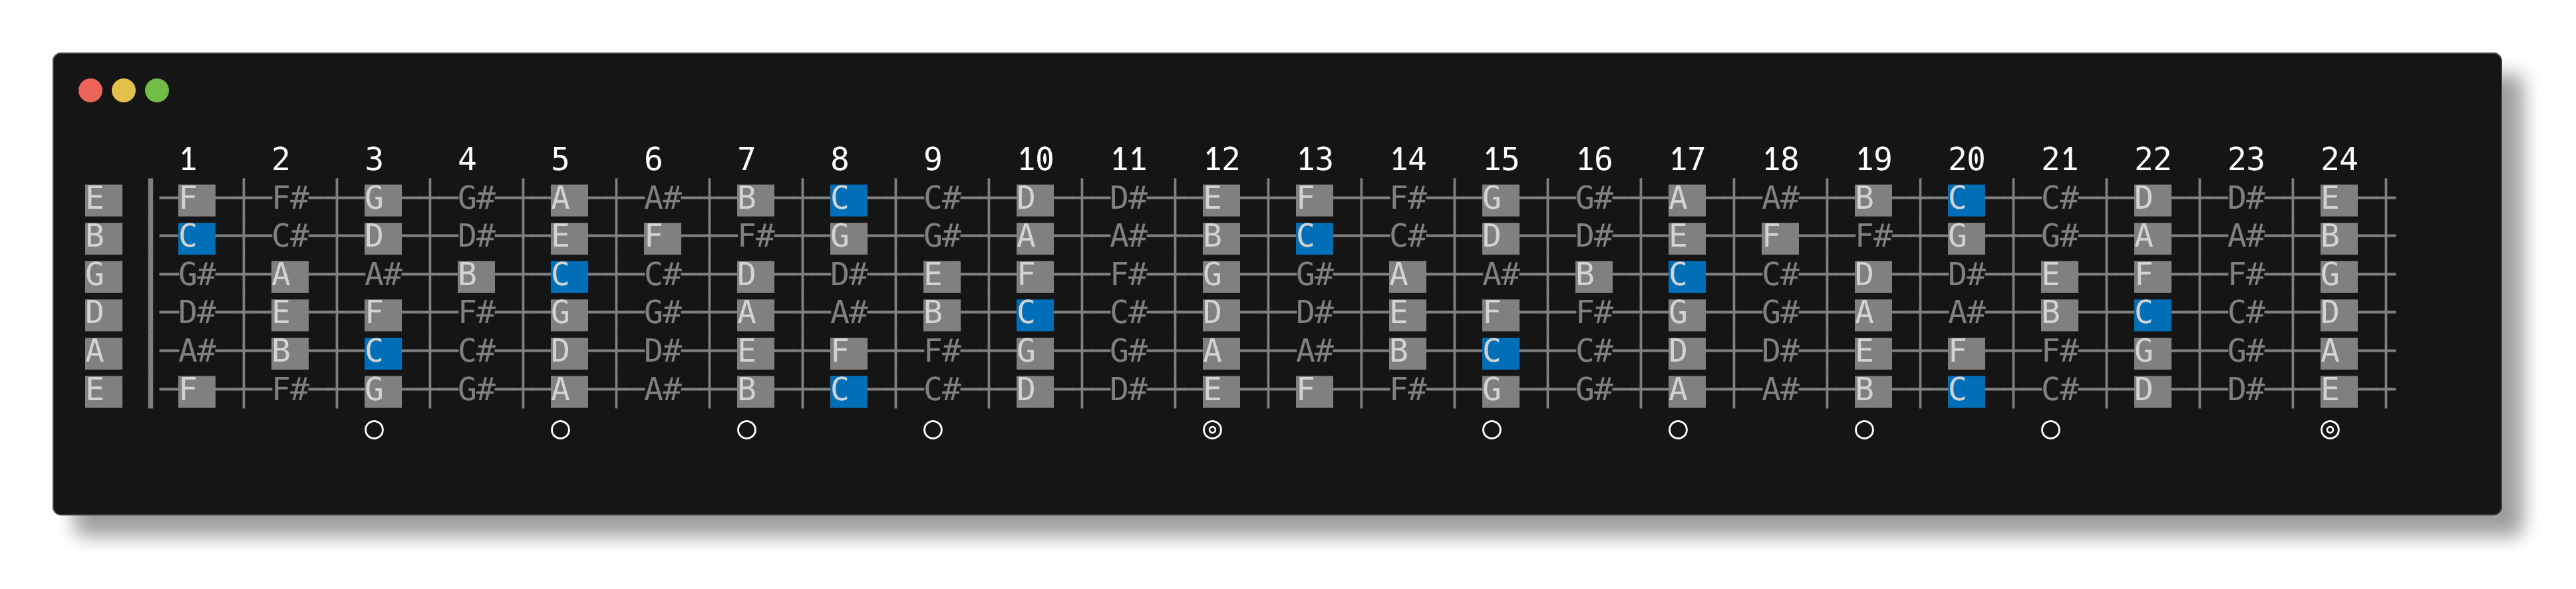 1 2 3 4 5 6 7 8 9 10 11 12 13 14 15 16 17 18 19 20 21 22 23 24
E F F# G G# A A# B C C# D D# E F F# G G# A A# B C C# D D# E
B C C# D D# E F F# G G# A A# B C C# D D# E F F# G G# A A# B
G G# A A# B C C# D D# E F F# G G# A A# B C C# D D# E F F# G
D D# E F F# G G# A A# B C C# D D# E F F# G G# A A# B C C# D
A A# B C C# D D# E F F# G G# A A# B C C# D D# E F F# G G# A
E F F# G G# A A# B C C# D D# E F F# G G# A A# B C C# D D# E